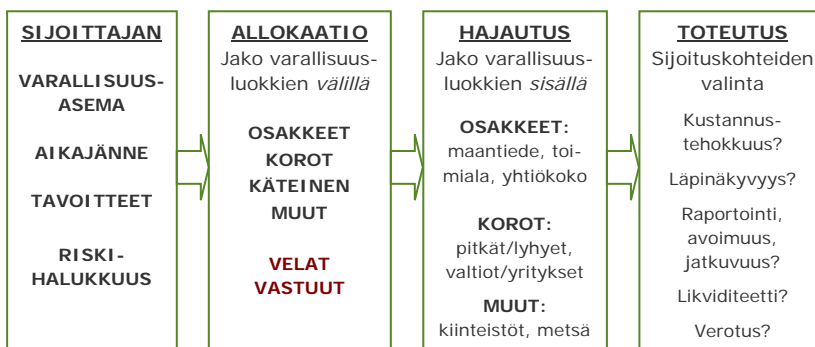 SIJOITTAJAN
VARALLISUUS-
ASEMA
AIKAJÄNNE
TAVOITTEET
RISKI-
HALUKKUUS
ALLOKAATIO
Jako varallisuus-
luokkien välillä
OSAKKEET
KOROT
KÄTEINEN
MUUT
VELAT
VASTUUT
HAJAUTUS
Jako varallisuus-
luokkien sisällä
OSAKKEET:
maantiede, toi-
miala, yhtiökoko
KOROT:
pitkät/lyhyet,
valtiot/yritykset
MUUT:
kiinteistöt, metsä
TOTEUTUS
Sijoituskohteiden
valinta
Kustannus-
tehokkuus?
Läpinäkyvyys?
Raportointi,
avoimuus,
jatkuvuus?
Likviditeetti?
Verotus?